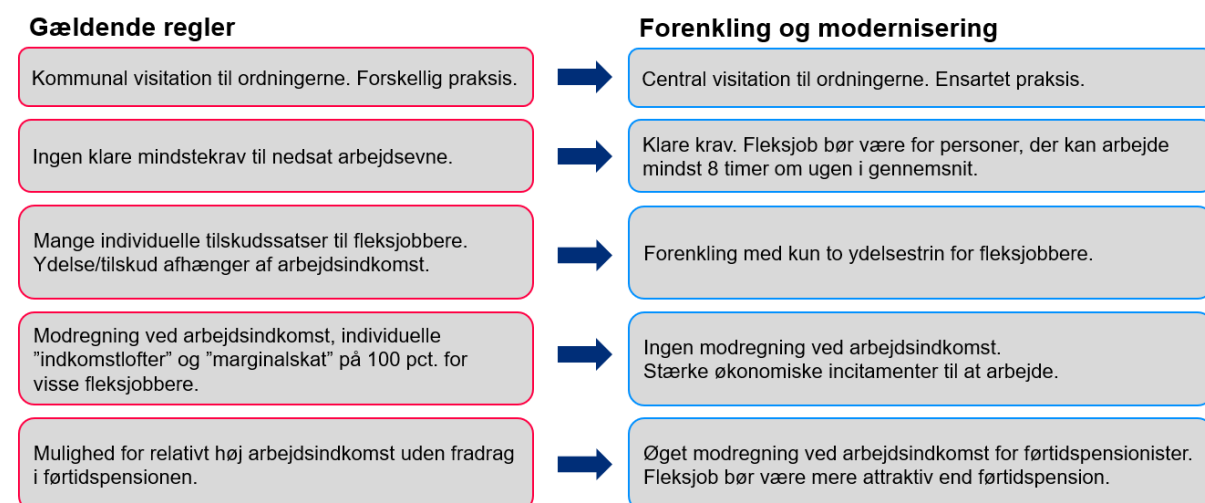 Gældende regler
Forenkling og modernisering
Kommunal visitation til ordningerne. Forskellig praksis.
Central visitation til ordningerne. Ensartet praksis.
Ingen klare mindstekrav til nedsat arbejdsevne.
Klare krav. Fleksjob bør være for personer, der kan arbejde
mindst 8 timer om ugen i gennemsnit.
Mange individuelle tilskudssatser til fleksjobbere.
Ydelse/tilskud afhænger af arbejdsindkomst.
Forenkling med kun to ydelsestrin for fleksjobbere.
Modregning ved arbejdsindkomst, individuelle
”indkomstlofter” og ”marginalskat” på 100 pct. for
visse fleksjobbere.
Ingen modregning ved arbejdsindkomst.
Stærke økonomiske incitamenter til at arbejde.
Mulighed for relativt høj arbejdsindkomst uden fradrag
i førtidspensionen.
Øget modregning ved arbejdsindkomst for førtidspensionister.
Fleksjob bør være mere attraktiv end førtidspension.